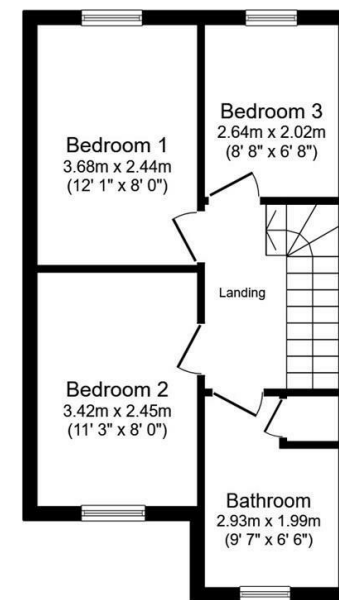 Bedroom 1
3.68m x 2.44m
(12' 1" x 8' 0")
Bedroom 3
2.64m x 2.02m
(8' 8" x 6' 8")
Landing
Bedroom 2
3.42m x 2.45m
(11' 3" x 8' 0")
Bathroom
2.93m x 1.99m
(9' 7" x 6' 6")